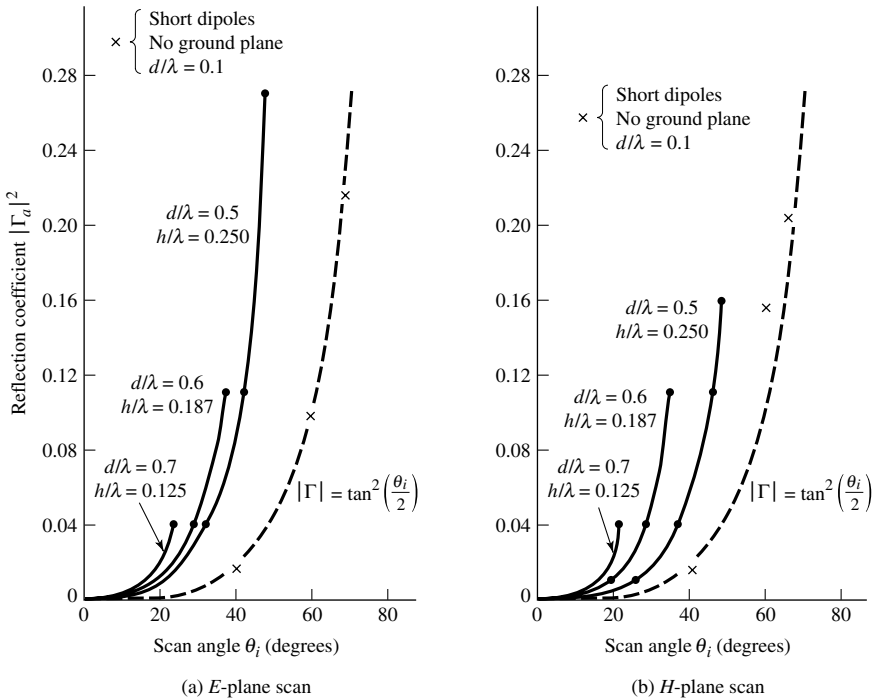 Short dipoles
× { No ground plane
d/λ = 0.1
0.28
0.24
0.20
0.16
0.12
0.08
0.04
0
Reflection coefficient |Γₐ|²
d/λ = 0.5
h/λ = 0.250
d/λ = 0.6
h/λ = 0.187
d/λ = 0.7
h/λ = 0.125
|Γ| = tan²(θᵢ/2)
0 20 40 60 80
Scan angle θᵢ (degrees)
(a) E-plane scan
Short dipoles
× { No ground plane
d/λ = 0.1
0.28
0.24
0.20
0.16
0.12
0.08
0.04
0
d/λ = 0.5
h/λ = 0.250
d/λ = 0.6
h/λ = 0.187
d/λ = 0.7
h/λ = 0.125
|Γ| = tan²(θᵢ/2)
0 20 40 60 80
Scan angle θᵢ (degrees)
(b) H-plane scan